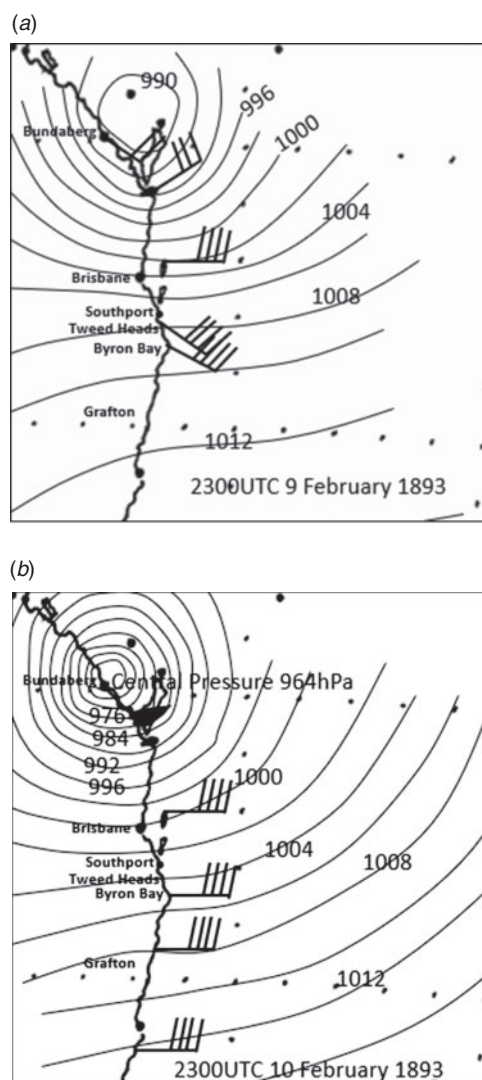 (a)
990
996
Bundaberg
1000
1004
Brisbane
1008
Southport
Tweed Heads
Byron Bay
Grafton
1012
2300UTC 9 February 1893
(b)
Bundaberg Central Pressure 964hPa
976
984
992
1000
996
Brisbane
1004
Southport
1008
Tweed Heads
Byron Bay
Grafton
1012
2300UTC 10 February 1893